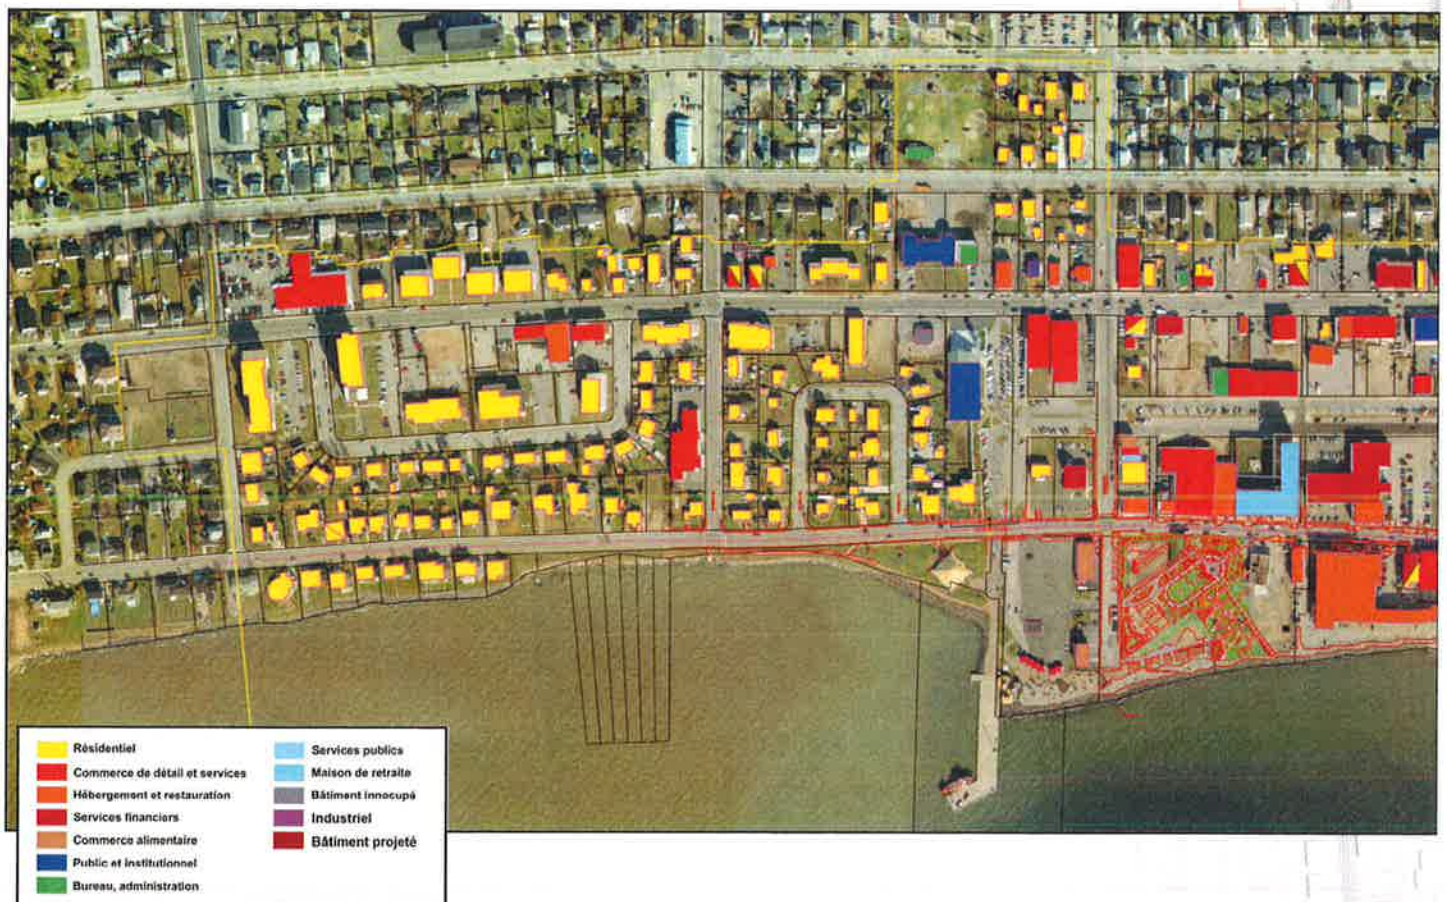 Résidentiel
Commerce de détail et services
Hébergement et restauration
Services financiers
Commerce alimentaire
Public et institutionnel
Bureau, administration
Services publics
Maison de retraite
Bâtiment innocupé
Industriel
Bâtiment projeté